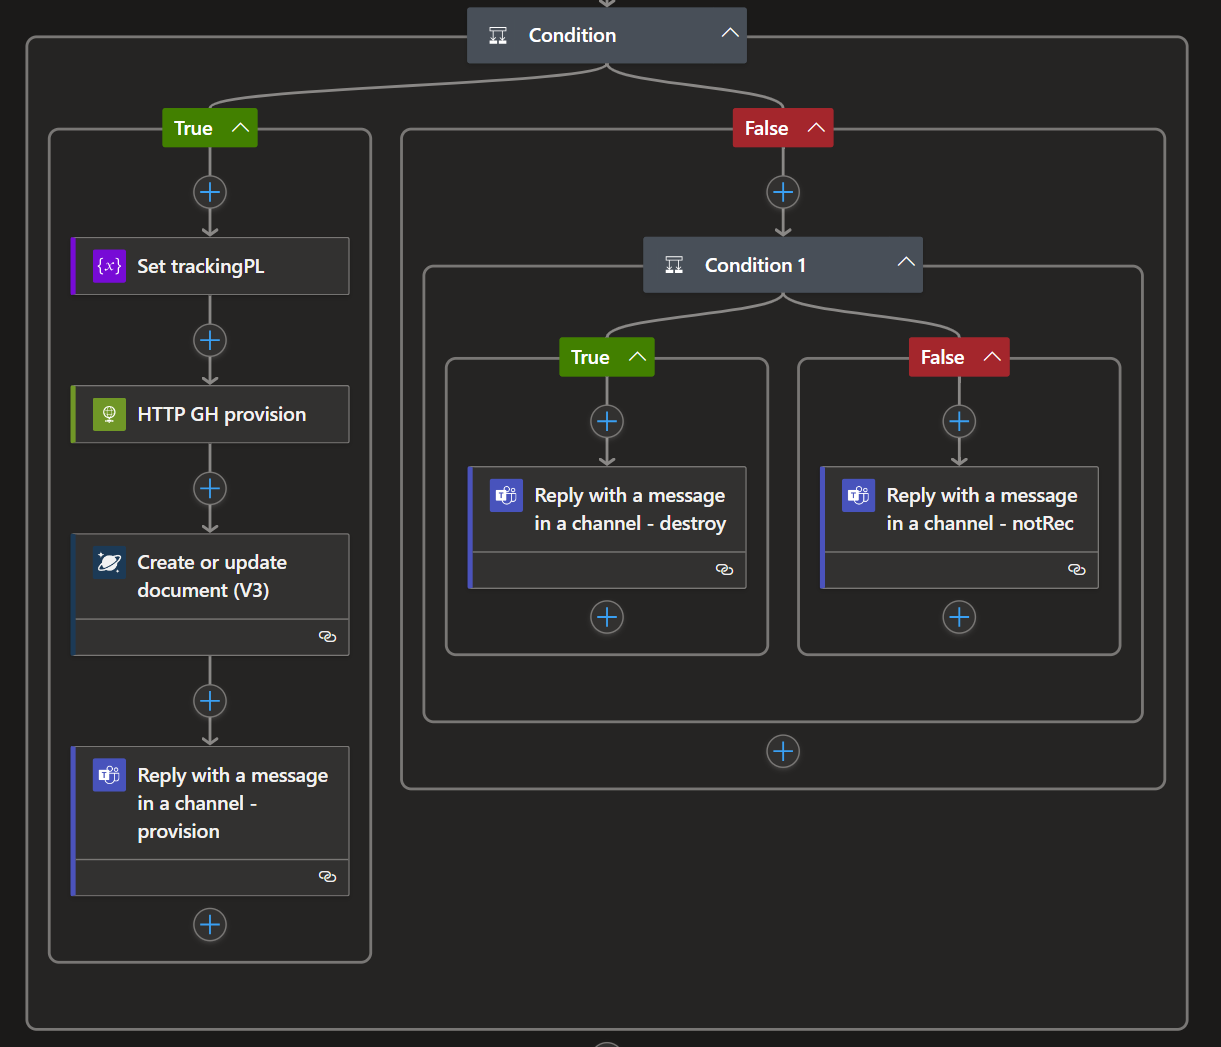 Condition
True
False
Set trackingPL
Condition 1
True
False
HTTP GH provision
Reply with a message
in a channel - destroy
Reply with a message
in a channel - notRec
Create or update
document (V3)
Reply with a message
in a channel -
provision